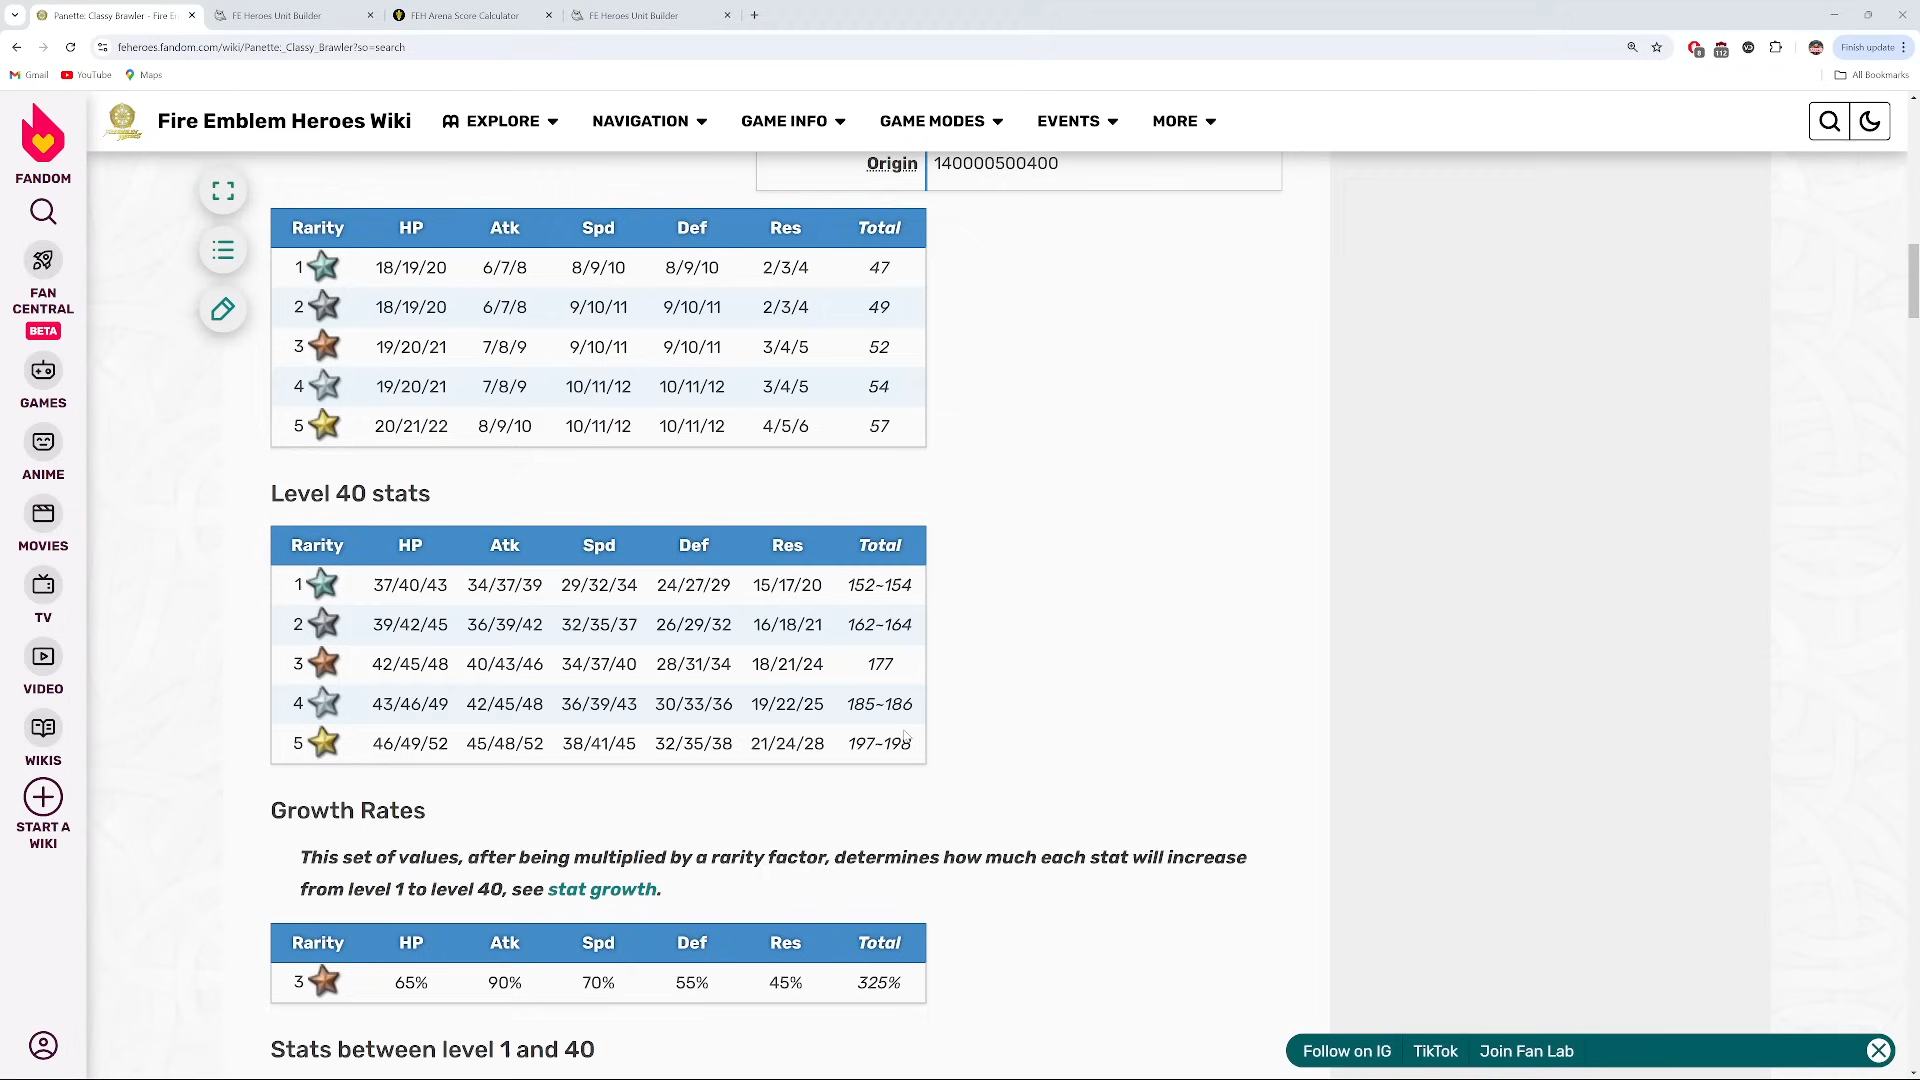 Panette: Classy Brawler - Fire En
FE Heroes Unit Builder
FEH Arena Score Calculator
FE Heroes Unit Builder
feheroes.fandom.com/wiki/Panette:_Classy_Brawler?so=search
8
112
Finish update
Gmail
YouTube
Maps
All Bookmarks
Fire Emblem Heroes Wiki
EXPLORE
NAVIGATION
GAME INFO
GAME MODES
EVENTS
MORE
FANDOM
FAN CENTRAL
BETA
GAMES
ANIME
MOVIES
TV
VIDEO
WIKIS
START A WIKI
Origin 140000500400
Rarity HP Atk Spd Def Res Total
1 18/19/20 6/7/8 8/9/10 8/9/10 2/3/4 47
2 18/19/20 6/7/8 9/10/11 9/10/11 2/3/4 49
3 19/20/21 7/8/9 9/10/11 9/10/11 3/4/5 52
4 19/20/21 7/8/9 10/11/12 10/11/12 3/4/5 54
5 20/21/22 8/9/10 10/11/12 10/11/12 4/5/6 57
Level 40 stats
Rarity HP Atk Spd Def Res Total
1 37/40/43 34/37/39 29/32/34 24/27/29 15/17/20 152~154
2 39/42/45 36/39/42 32/35/37 26/29/32 16/18/21 162~164
3 42/45/48 40/43/46 34/37/40 28/31/34 18/21/24 177
4 43/46/49 42/45/48 36/39/43 30/33/36 19/22/25 185~186
5 46/49/52 45/48/52 38/41/45 32/35/38 21/24/28 197~198
Growth Rates
This set of values, after being multiplied by a rarity factor, determines how much each stat will increase
from level 1 to level 40, see stat growth.
Rarity HP Atk Spd Def Res Total
3 65% 90% 70% 55% 45% 325%
Stats between level 1 and 40
Follow on IG
TikTok
Join Fan Lab